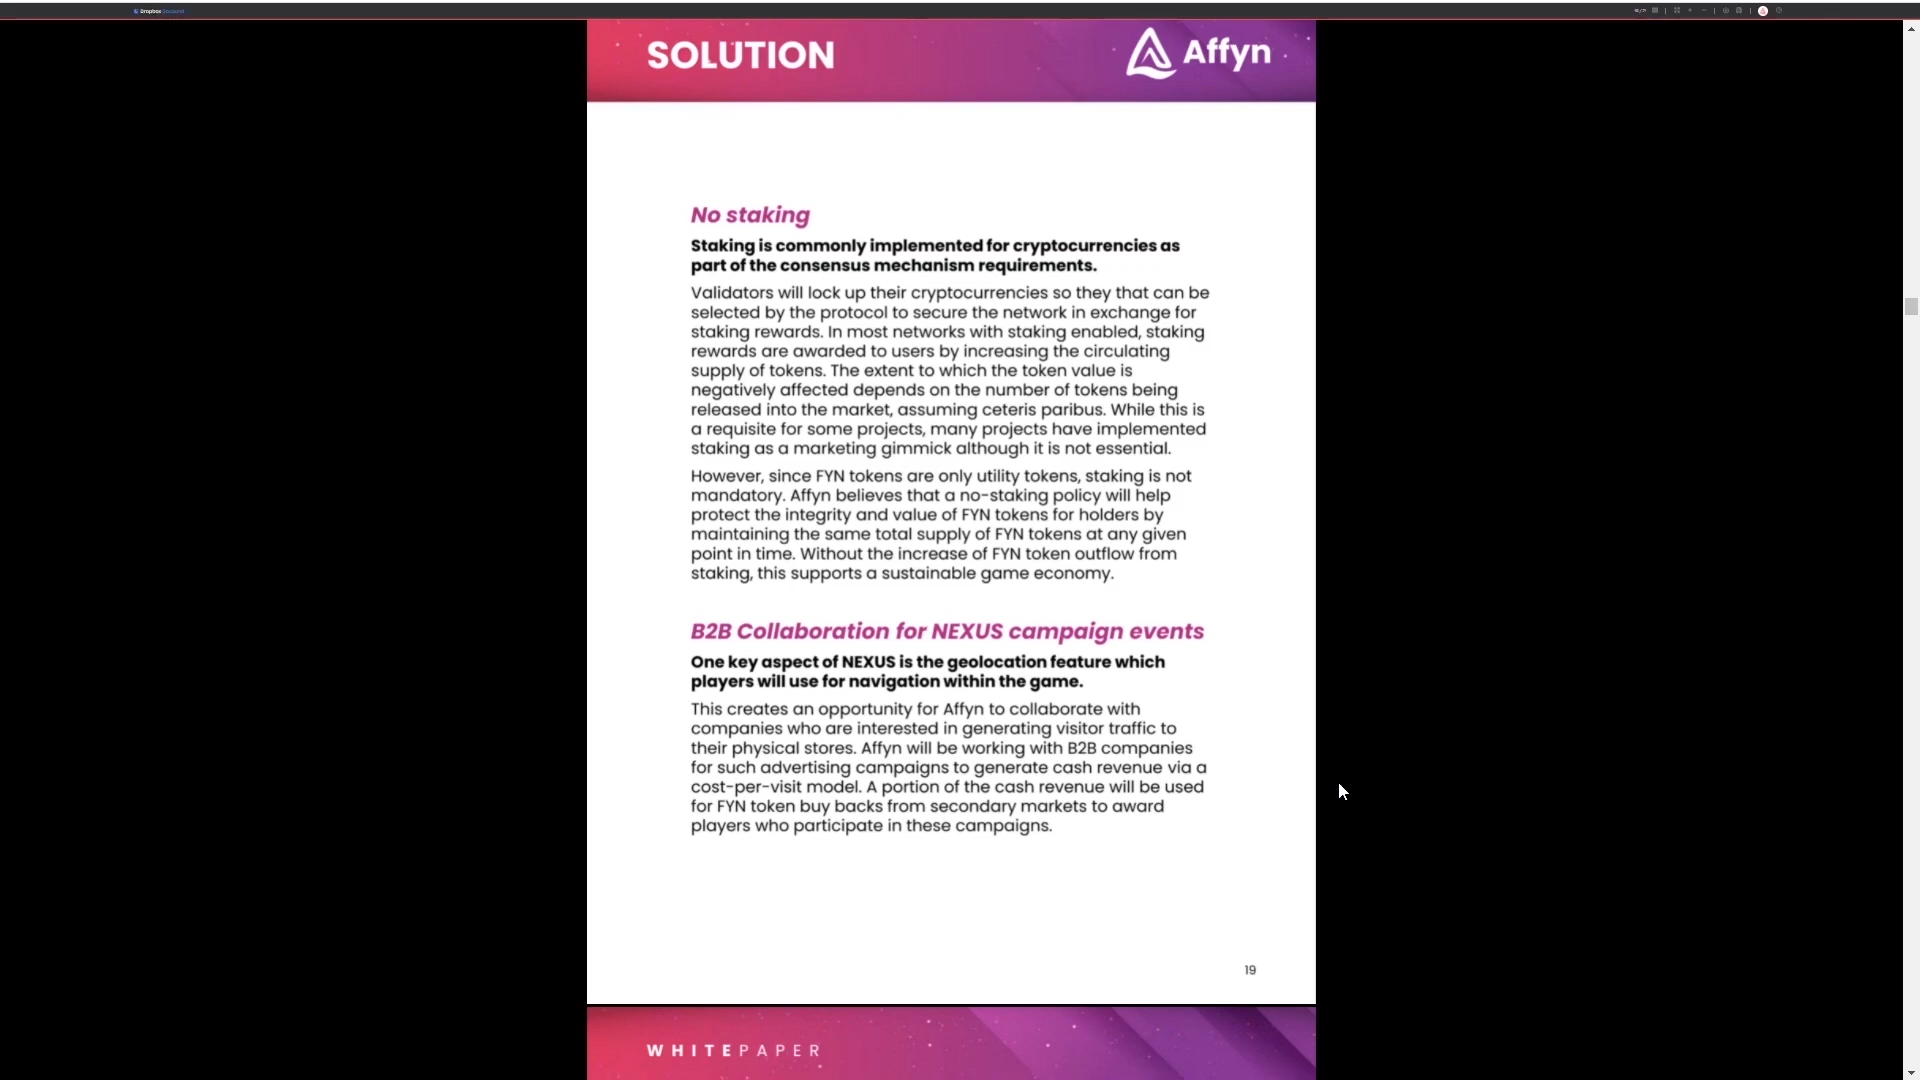 Dropbox DocSend
SOLUTION
Affyn
No staking
Staking is commonly implemented for cryptocurrencies as
part of the consensus mechanism requirements.
Validators will lock up their cryptocurrencies so they that can be
selected by the protocol to secure the network in exchange for
staking rewards. In most networks with staking enabled, staking
rewards are awarded to users by increasing the circulating
supply of tokens. The extent to which the token value is
negatively affected depends on the number of tokens being
released into the market, assuming ceteris paribus. While this is
a requisite for some projects, many projects have implemented
staking as a marketing gimmick although it is not essential.
However, since FYN tokens are only utility tokens, staking is not
mandatory. Affyn believes that a no-staking policy will help
protect the integrity and value of FYN tokens for holders by
maintaining the same total supply of FYN tokens at any given
point in time. Without the increase of FYN token outflow from
staking, this supports a sustainable game economy.
B2B Collaboration for NEXUS campaign events
One key aspect of NEXUS is the geolocation feature which
players will use for navigation within the game.
This creates an opportunity for Affyn to collaborate with
companies who are interested in generating visitor traffic to
their physical stores. Affyn will be working with B2B companies
for such advertising campaigns to generate cash revenue via a
cost-per-visit model. A portion of the cash revenue will be used
for FYN token buy backs from secondary markets to award
players who participate in these campaigns.
19
WHITEPAPER